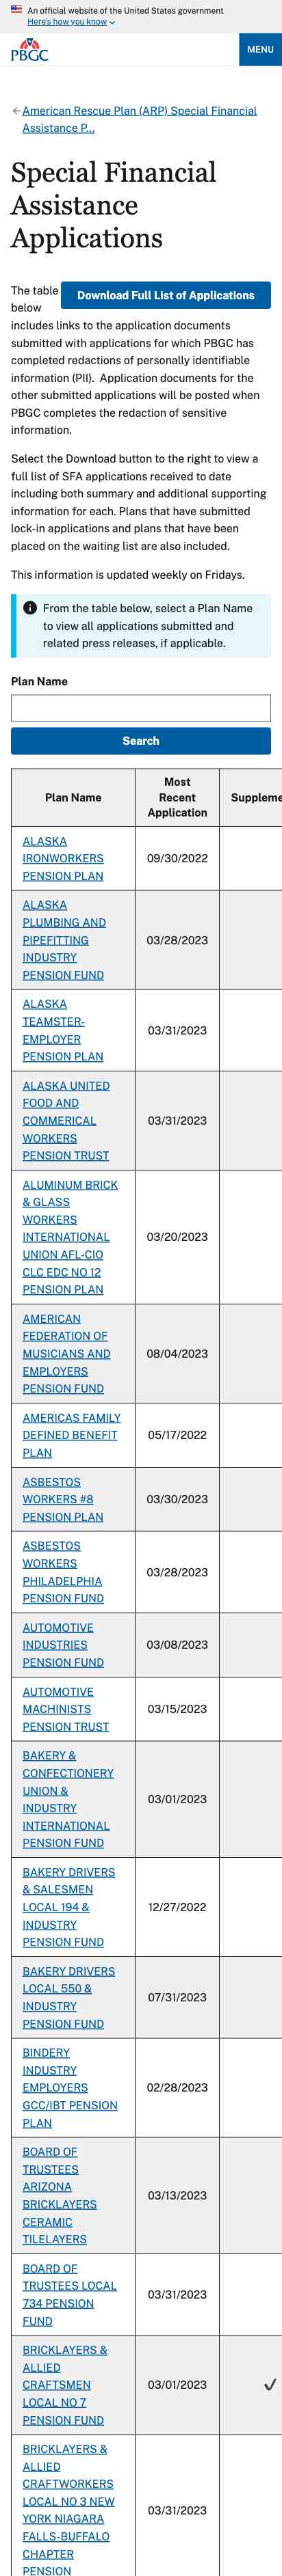 An official website of the United States government
Here's how you know
PBGC
MENU
American Rescue Plan (ARP) Special Financial
Assistance P...
Special Financial
Assistance
Applications
The table
Download Full List of Applications
below
includes links to the application documents
submitted with applications for which PBGC has
completed redactions of personally identifiable
information (PII).  Application documents for the
other submitted applications will be posted when
PBGC completes the redaction of sensitive
information.
Select the Download button to the right to view a
full list of SFA applications received to date
including both summary and additional supporting
information for each. Plans that have submitted
lock-in applications and plans that have been
placed on the waiting list are also included.
This information is updated weekly on Fridays.
From the table below, select a Plan Name
to view all applications submitted and
related press releases, if applicable.
Plan Name
Search
Plan Name
Most
Recent
Application
Suppleme
ALASKA
IRONWORKERS
PENSION PLAN
09/30/2022
ALASKA
PLUMBING AND
PIPEFITTING
INDUSTRY
PENSION FUND
03/28/2023
ALASKA
TEAMSTER-
EMPLOYER
PENSION PLAN
03/31/2023
ALASKA UNITED
FOOD AND
COMMERICAL
WORKERS
PENSION TRUST
03/31/2023
ALUMINUM BRICK
& GLASS
WORKERS
INTERNATIONAL
UNION AFL-CIO
CLC EDC NO 12
PENSION PLAN
03/20/2023
AMERICAN
FEDERATION OF
MUSICIANS AND
EMPLOYERS
PENSION FUND
08/04/2023
AMERICAS FAMILY
DEFINED BENEFIT
PLAN
05/17/2022
ASBESTOS
WORKERS #8
PENSION PLAN
03/30/2023
ASBESTOS
WORKERS
PHILADELPHIA
PENSION FUND
03/28/2023
AUTOMOTIVE
INDUSTRIES
PENSION FUND
03/08/2023
AUTOMOTIVE
MACHINISTS
PENSION TRUST
03/15/2023
BAKERY &
CONFECTIONERY
UNION &
INDUSTRY
INTERNATIONAL
PENSION FUND
03/01/2023
BAKERY DRIVERS
& SALESMEN
LOCAL 194 &
INDUSTRY
PENSION FUND
12/27/2022
BAKERY DRIVERS
LOCAL 550 &
INDUSTRY
PENSION FUND
07/31/2023
BINDERY
INDUSTRY
EMPLOYERS
GCC/IBT PENSION
PLAN
02/28/2023
BOARD OF
TRUSTEES
ARIZONA
BRICKLAYERS
CERAMIC
TILELAYERS
03/13/2023
BOARD OF
TRUSTEES LOCAL
734 PENSION
FUND
03/31/2023
BRICKLAYERS &
ALLIED
CRAFTSMEN
LOCAL NO 7
PENSION FUND
03/01/2023
BRICKLAYERS &
ALLIED
CRAFTWORKERS
LOCAL NO 3 NEW
YORK NIAGARA
FALLS-BUFFALO
CHAPTER
PENSION
03/31/2023